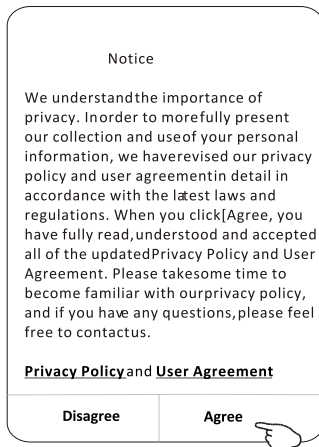 Notice
We understandthe importance of
privacy. Inorder to morefully present
our collection and useof your personal
information, we haverevised our privacy
policy and user agreementin detail in
accordance with the latest laws and
regulations. When you click[Agree, you
have fully read,understood and accepted
all of the updatedPrivacy Policy and User
Agreement. Please takesome time to
become familiar with ourprivacy policy,
and if you have any questions,please feel
free to contactus.
Privacy Policy and User Agreement
Disagree Agree